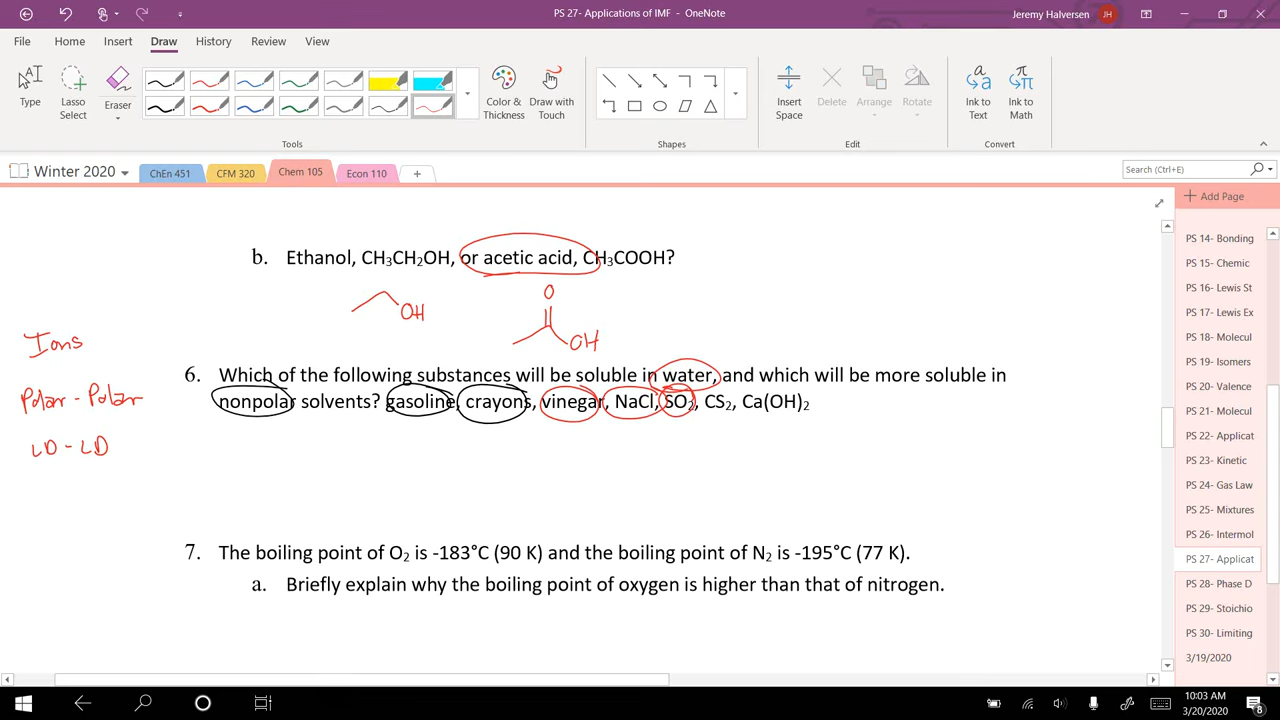 PS 27- Applications of IMF - OneNote
Jeremy Halversen JH
File Home Insert Draw History Review View
Type
Lasso Select
Eraser
Color & Thickness
Draw with Touch
Insert Space
Delete
Arrange
Rotate
Ink to Text
Ink to Math
Tools Shapes Edit Convert
Winter 2020 ChEn 451 CFM 320 Chem 105 Econ 110
Search (Ctrl+E)
Add Page
PS 14- Bonding
PS 15- Chemic
PS 16- Lewis St
PS 17- Lewis Ex
PS 18- Molecul
PS 19- Isomers
PS 20- Valence
PS 21- Molecul
PS 22- Applicat
PS 23- Kinetic
PS 24- Gas Law
PS 25- Mixtures
PS 26- Intermol
PS 27- Applicat
PS 28- Phase D
PS 29- Stoichio
PS 30- Limiting
3/19/2020
b. Ethanol, CH₃CH₂OH, or acetic acid, CH₃COOH?
OH
O
OH
Ions
Polar - Polar
LD - LD
6. Which of the following substances will be soluble in water, and which will be more soluble in
nonpolar solvents? gasoline, crayons, vinegar, NaCl, SO₂, CS₂, Ca(OH)₂
7. The boiling point of O₂ is -183°C (90 K) and the boiling point of N₂ is -195°C (77 K).
a. Briefly explain why the boiling point of oxygen is higher than that of nitrogen.
10:03 AM
3/20/2020
8